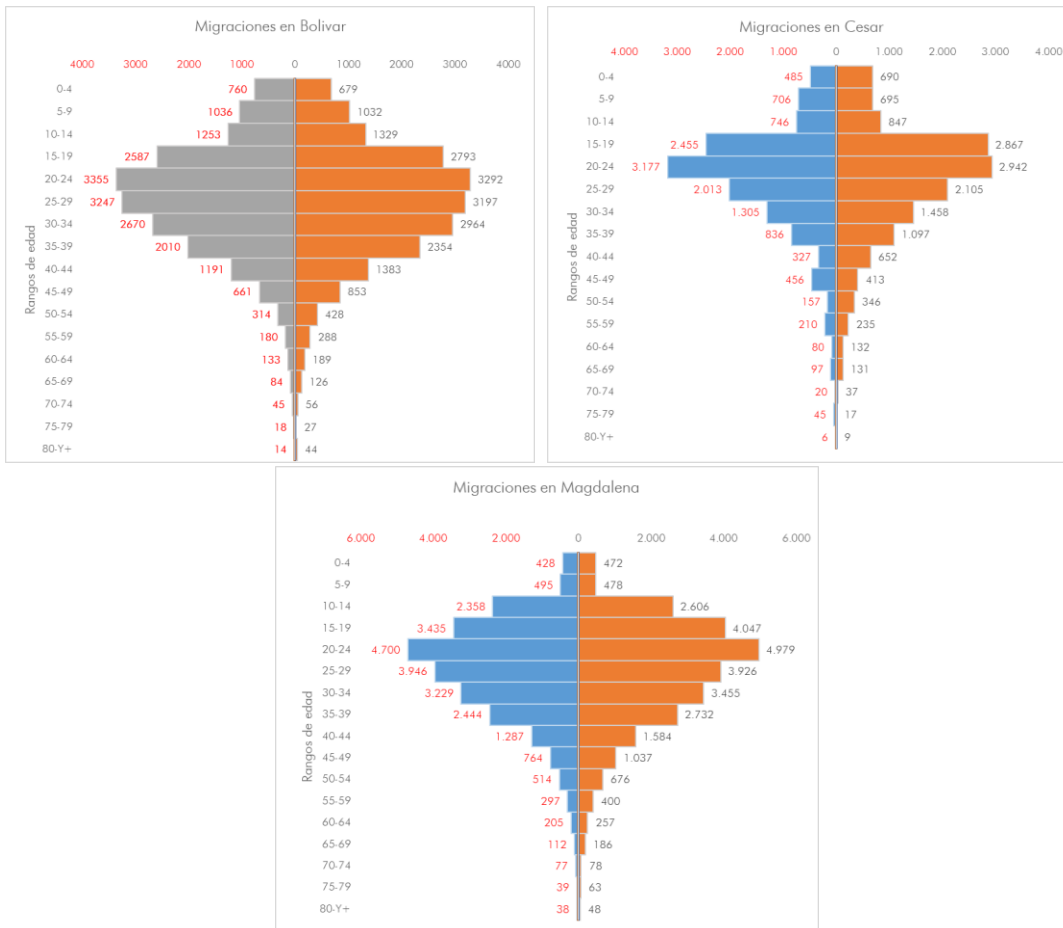 Migraciones en Bolivar
4000 3000 2000 1000 0 1000 2000 3000 4000
Rangos de edad
0-4 760 679
5-9 1036 1032
10-14 1253 1329
15-19 2587 2793
20-24 3355 3292
25-29 3247 3197
30-34 2670 2964
35-39 2010 2354
40-44 1191 1383
45-49 661 853
50-54 314 428
55-59 180 288
60-64 133 189
65-69 84 126
70-74 45 56
75-79 18 27
80-Y+ 14 44
Migraciones en Cesar
4.000 3.000 2.000 1.000 0 1.000 2.000 3.000 4.000
Rangos de edad
0-4 485 690
5-9 706 695
10-14 746 847
15-19 2.455 2.867
20-24 3.177 2.942
25-29 2.013 2.105
30-34 1.305 1.458
35-39 836 1.097
40-44 327 652
45-49 456 413
50-54 157 346
55-59 210 235
60-64 80 132
65-69 97 131
70-74 20 37
75-79 45 17
80-Y+ 6 9
Migraciones en Magdalena
6.000 4.000 2.000 0 2.000 4.000 6.000
Rangos de edad
0-4 428 472
5-9 495 478
10-14 2.358 2.606
15-19 3.435 4.047
20-24 4.700 4.979
25-29 3.946 3.926
30-34 3.229 3.455
35-39 2.444 2.732
40-44 1.287 1.584
45-49 764 1.037
50-54 514 676
55-59 297 400
60-64 205 257
65-69 112 186
70-74 77 78
75-79 39 63
80-Y+ 38 48